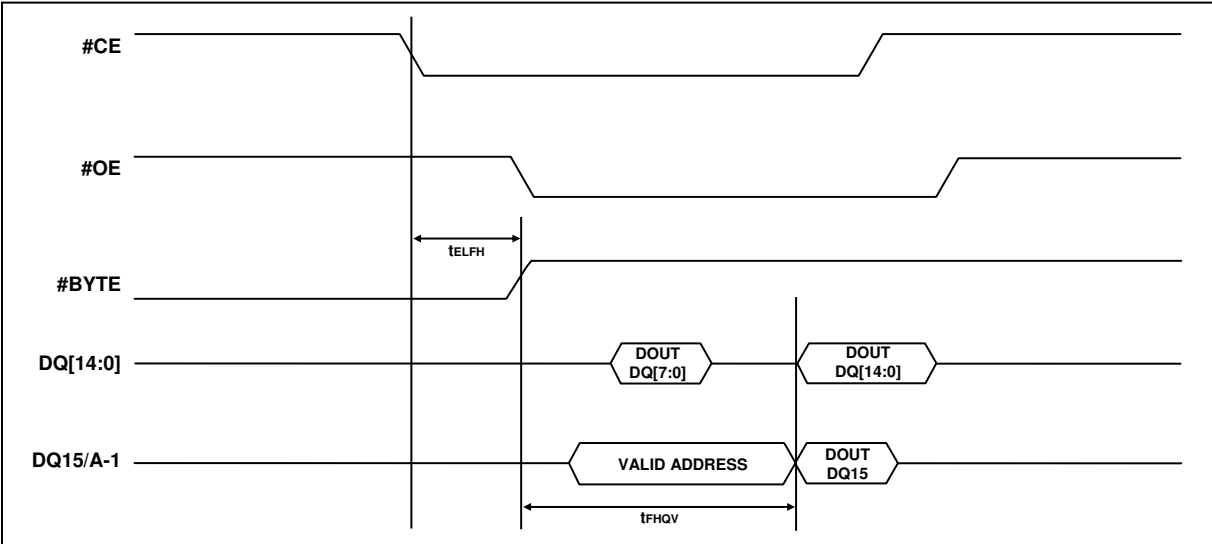 #CE
#OE
tELFH
#BYTE
DQ[14:0]
DOUT
DQ[7:0]
DOUT
DQ[14:0]
DQ15/A-1
VALID ADDRESS
DOUT
DQ15
tFHQV